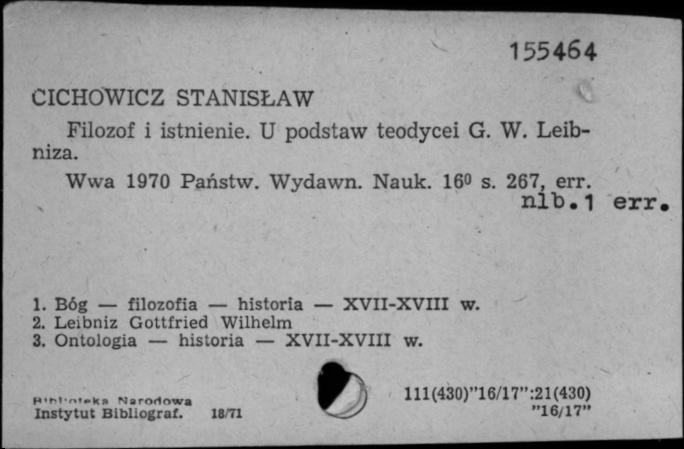 155464
CICHOWICZ STANISŁAW
Filozof i istnienie. U podstaw teodycei G. W. Leib-
niza.
Wwa 1970 Państw. Wydawn. Nauk. 16⁰ s. 267, err.
nlb.1 err.
1. Bóg — filozofia — historia — XVII-XVIII w.
2. Leibniz Gottfried Wilhelm
3. Ontologia — historia — XVII-XVIII w.
Biblioteka Narodowa
Instytut Bibliograf. 18/71
111(430)"16/17":21(430)
"16/17"